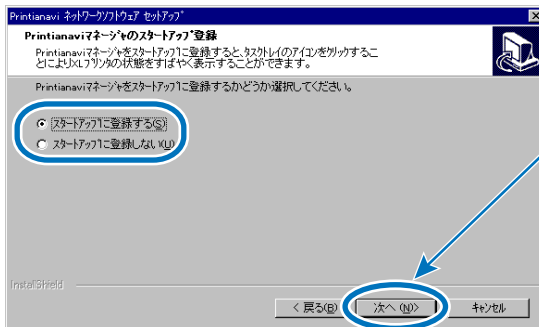 Printianavi ネットワークソフトウェア セットアップ
Printianaviマネージャのスタートアップ登録
Printianaviマネージャをスタートアップに登録すると、タスクトレイのアイコンをクリックするこ
とによりXLプリンタの状態をすばやく表示することができます。
Printianaviマネージャをスタートアップに登録するかどうか選択してください。
スタートアップに登録する(S)
スタートアップに登録しない(U)
InstallShield
< 戻る(B)
次へ (N)>
キャンセル